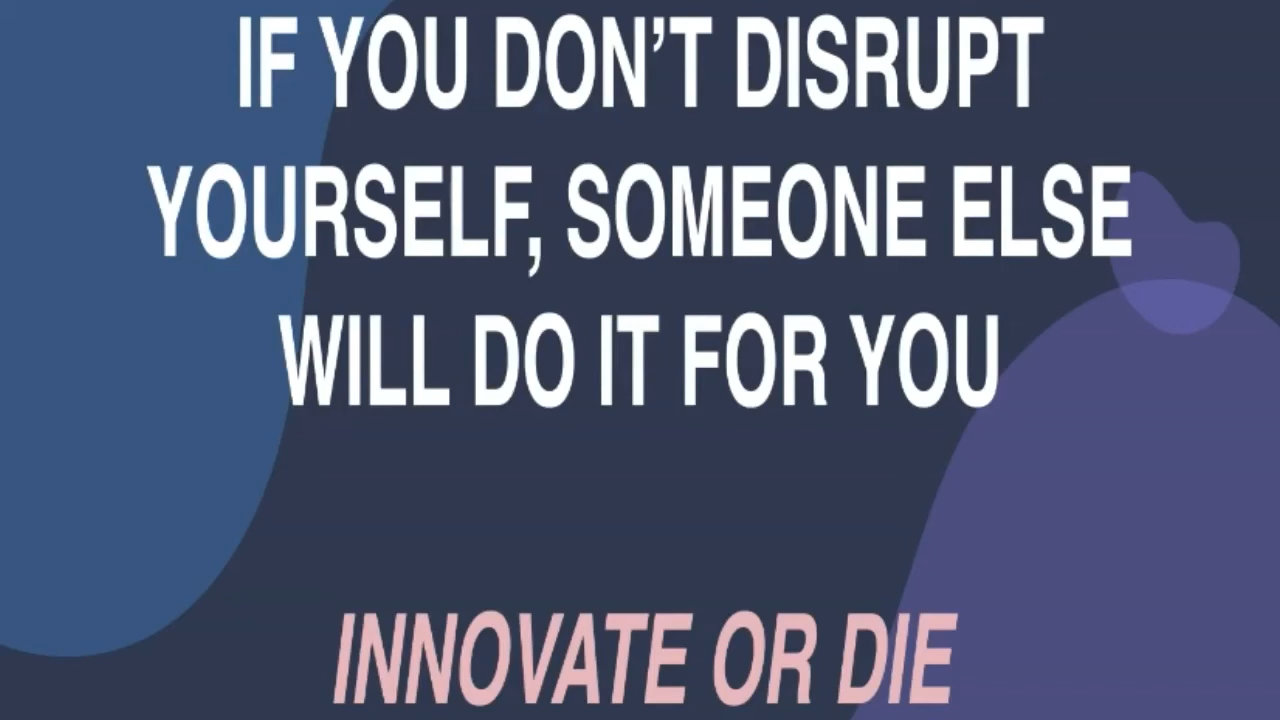 IF YOU DON’T DISRUPT
YOURSELF, SOMEONE ELSE
WILL DO IT FOR YOU
INNOVATE OR DIE